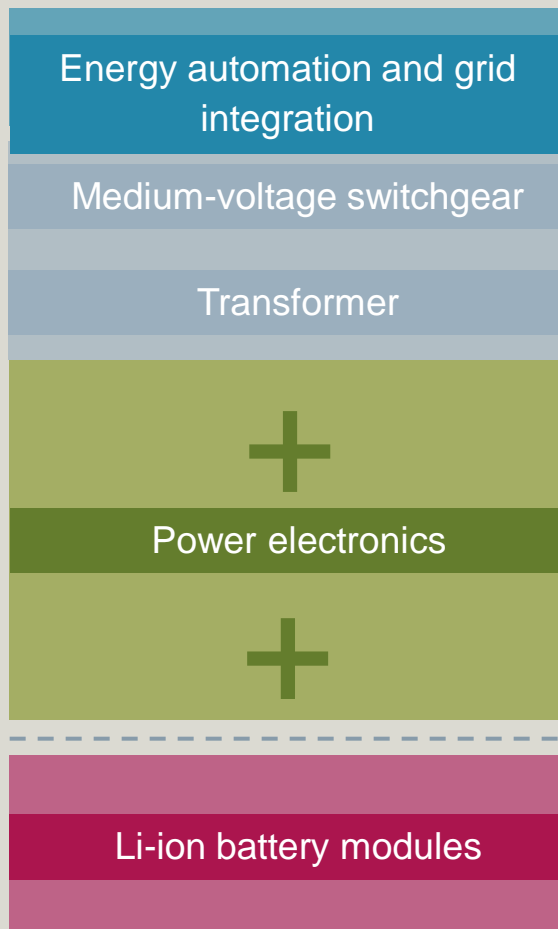 Energy automation and grid
integration
Medium-voltage switchgear
Transformer
+
Power electronics
+
Li-ion battery modules